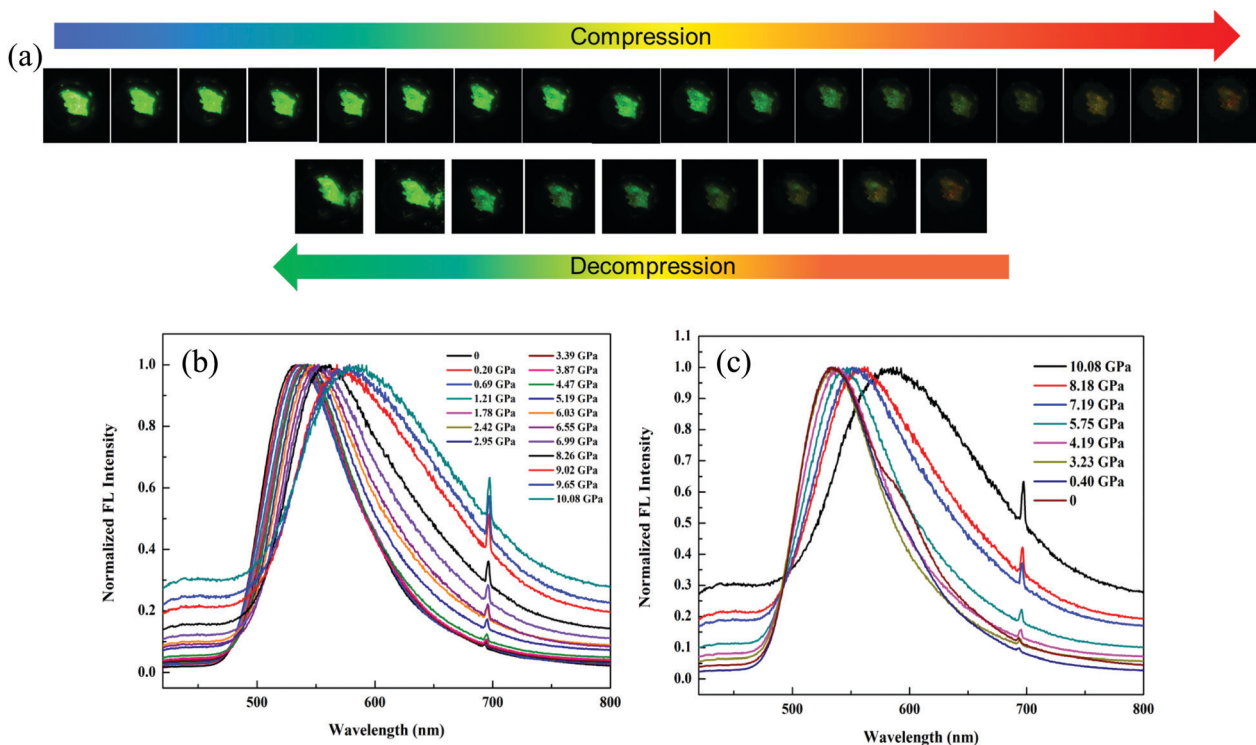 (a)
Compression
Decompression
(b)
Normalized FL Intensity
1.0
0.8
0.6
0.4
0.2
0.0
500 600 700 800
Wavelength (nm)
0
0.20 GPa
0.69 GPa
1.21 GPa
1.78 GPa
2.42 GPa
2.95 GPa
3.39 GPa
3.87 GPa
4.47 GPa
5.19 GPa
6.03 GPa
6.55 GPa
6.99 GPa
8.26 GPa
9.02 GPa
9.65 GPa
10.08 GPa
(c)
Normalized FL Intensity
1.1
1.0
0.9
0.8
0.7
0.6
0.5
0.4
0.3
0.2
0.1
0.0
500 600 700 800
Wavelength (nm)
10.08 GPa
8.18 GPa
7.19 GPa
5.75 GPa
4.19 GPa
3.23 GPa
0.40 GPa
0